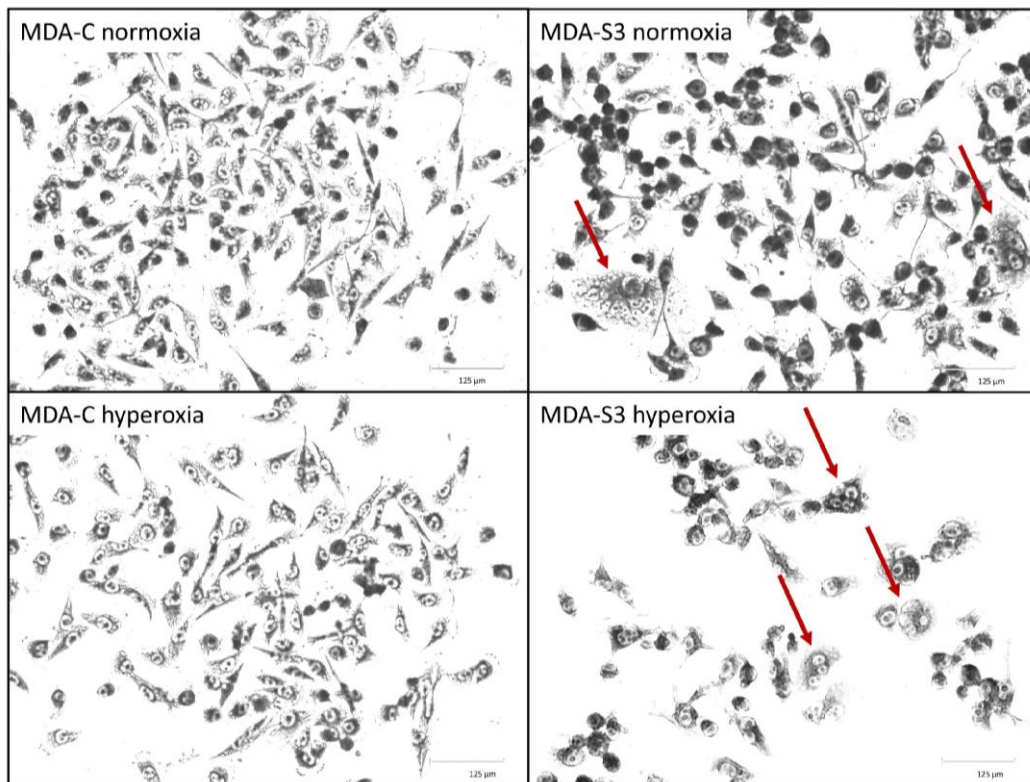 MDA-C normoxia
MDA-S3 normoxia
125 µm
125 µm
MDA-C hyperoxia
MDA-S3 hyperoxia
125 µm
125 µm